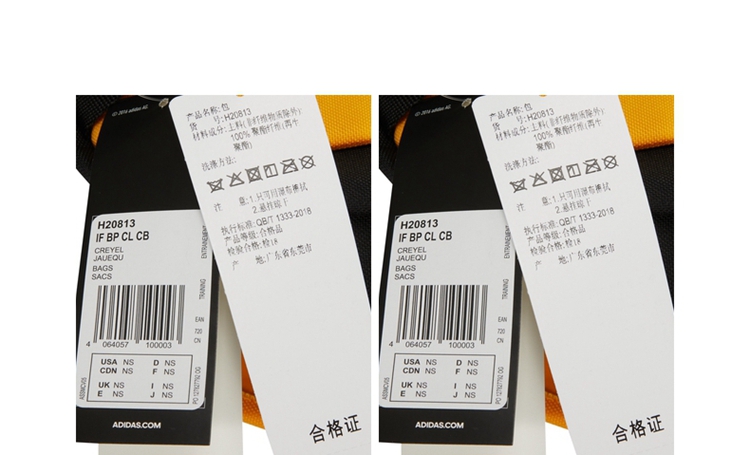 (C) 2016 adidas AG
H20813
IF BP CL CB
CREYEL
JAUEQU
BAGS
SACS
TRAINING
ENTRAINEMENT
EAN
720
CN
4 064057 100003
USA NS D NS
CDN NS F NS
UK NS I NS
E NS J NS
ADIDAS.COM
产品名称:包
货 号:H20813
材料成分:上料(非纤维物质除外):
100% 聚酯纤维(再生
聚酯)
洗涤方法:
注 意:1.只可用湿布擦拭
2.悬挂晾干
执行标准:QB/T 1333-2018
产品等级:合格品
检验合格:检18
产 地:广东省东莞市
合格证
(C) 2016 adidas AG
H20813
IF BP CL CB
CREYEL
JAUEQU
BAGS
SACS
TRAINING
ENTRAINEMENT
EAN
720
CN
4 064057 100003
USA NS D NS
CDN NS F NS
UK NS I NS
E NS J NS
ADIDAS.COM
产品名称:包
货 号:H20813
材料成分:上料(非纤维物质除外):
100% 聚酯纤维(再生
聚酯)
洗涤方法:
注 意:1.只可用湿布擦拭
2.悬挂晾干
执行标准:QB/T 1333-2018
产品等级:合格品
检验合格:检18
产 地:广东省东莞市
合格证